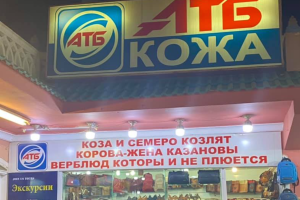 АТБ
АТБ
КОЖА
АТБ
КОЗА И СЕМЕРО КОЗЛЯТ
КОРОВА-ЖЕНА КАЗАНОВЫ
ВЕРБЛЮД КОТОРЫ И НЕ ПЛЮЕТСЯ
Экскурсии